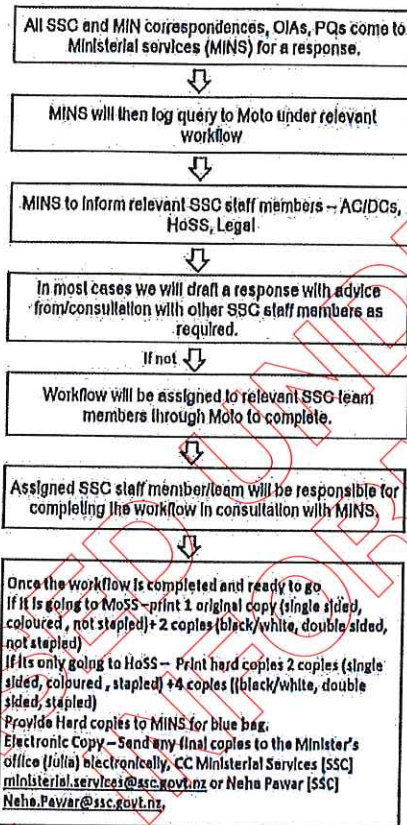 All SSC and MIN correspondences, OIAs, PQs come to
Ministerial services (MINS) for a response.
MINS will then log query to Moto under relevant
workflow
MINS to inform relevant SSC staff members – AC/DCs,
HoSS, Legal
In most cases we will draft a response with advice
from/consultation with other SSC staff members as
required.
If not
Workflow will be assigned to relevant SSC team
members through Moto to complete.
Assigned SSC staff member/team will be responsible for
completing the workflow in consultation with MINS.
Once the workflow is completed and ready to go
If it is going to MoSS – print 1 original copy (single sided,
coloured , not stapled)+ 2 copies (black/white, double sided,
not stapled)
If its only going to HoSS – Print hard copies 2 copies (single
sided, coloured , stapled) +4 copies ((black/white, double
sided, stapled)
Provide Hard copies to MINS for blue bag.
Electronic Copy – Send any final copies to the Minister's
office (Julia) electronically, CC Ministerial Services [SSC]
ministerial.services@ssc.govt.nz or Neha Pawar [SSC]
Neha.Pawar@ssc.govt.nz,